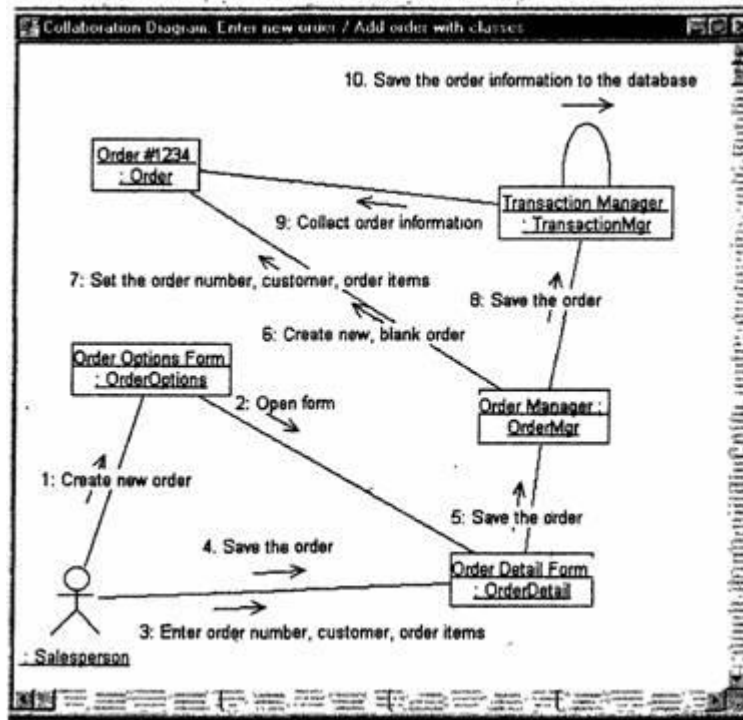 Collaboration Diagram: Enter new order / Add order with classes
10. Save the order information to the database
Order #1234
: Order
Transaction Manager
: TransactionMgr
9: Collect order information
7: Set the order number, customer, order items
8: Save the order
6: Create new, blank order
Order Options Form
: OrderOptions
2: Open form
Order Manager :
OrderMgr
1: Create new order
5: Save the order
4. Save the order
Order Detail Form
: OrderDetail
3: Enter order number, customer, order items
: Salesperson